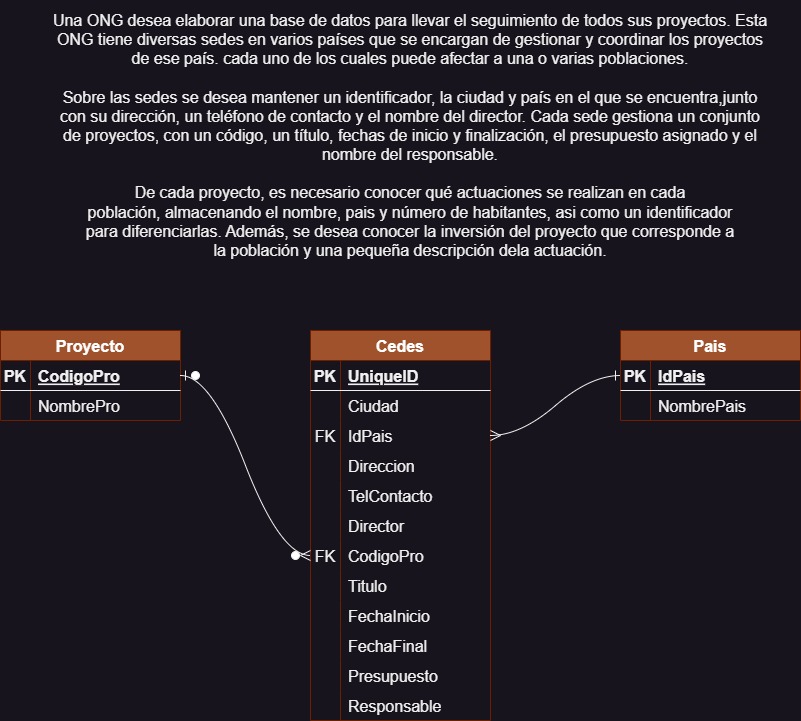 Una ONG desea elaborar una base de datos para llevar el seguimiento de todos sus proyectos. Esta
ONG tiene diversas sedes en varios países que se encargan de gestionar y coordinar los proyectos
de ese país. cada uno de los cuales puede afectar a una o varias poblaciones.
Sobre las sedes se desea mantener un identificador, la ciudad y país en el que se encuentra,junto
con su dirección, un teléfono de contacto y el nombre del director. Cada sede gestiona un conjunto
de proyectos, con un código, un título, fechas de inicio y finalización, el presupuesto asignado y el
nombre del responsable.
De cada proyecto, es necesario conocer qué actuaciones se realizan en cada
población, almacenando el nombre, pais y número de habitantes, asi como un identificador
para diferenciarlas. Además, se desea conocer la inversión del proyecto que corresponde a
la población y una pequeña descripción dela actuación.
Proyecto
PK CodigoPro
NombrePro
Cedes
PK UniqueID
Ciudad
FK IdPais
Direccion
TelContacto
Director
FK CodigoPro
Titulo
FechaInicio
FechaFinal
Presupuesto
Responsable
Pais
PK IdPais
NombrePais